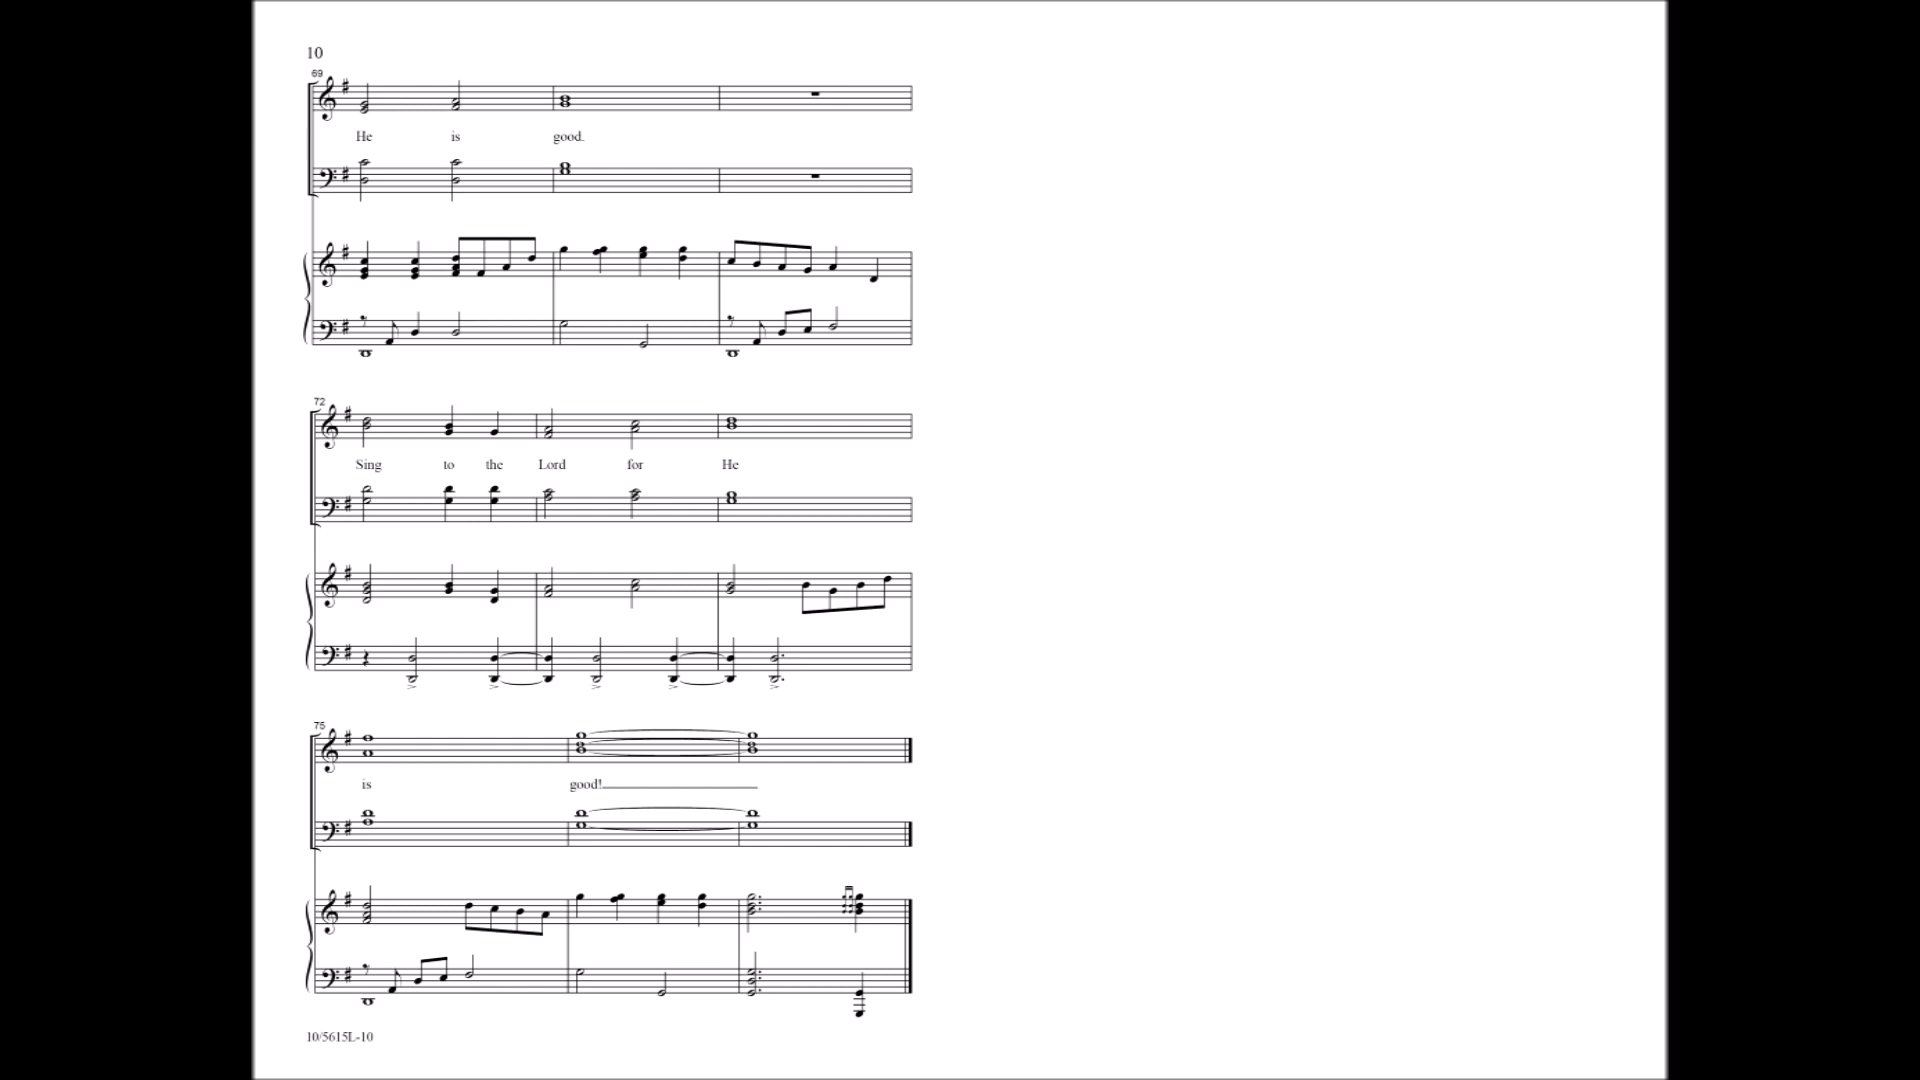 10
69
He is good.
72
Sing to the Lord for He
75
is good!
10/5615L-10